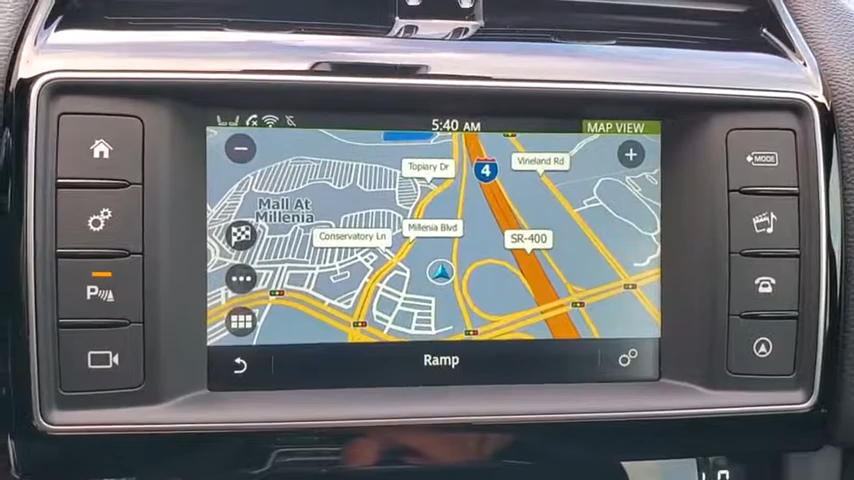 5:40 AM
MAP VIEW
Topiary Dr
4
Vineland Rd
MODE
Mall At
Millenia
Millenia Blvd
Conservatory Ln
SR-400
P
Ramp